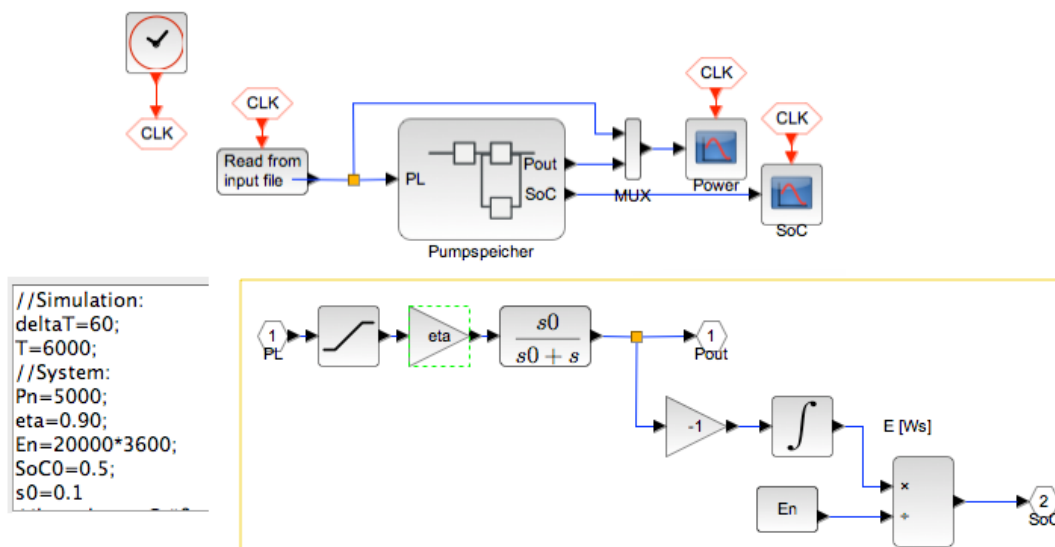 CLK
CLK
CLK
CLK
Read from
input file
PL
Pout
SoC
MUX
Power
SoC
Pumpspeicher
//Simulation:
deltaT=60;
T=6000;
//System:
Pn=5000;
eta=0.90;
En=20000*3600;
SoC0=0.5;
s0=0.1
1
PL
eta
s0
s0 + s
1
Pout
-1
∫
E [Ws]
En
×
÷
2
SoC